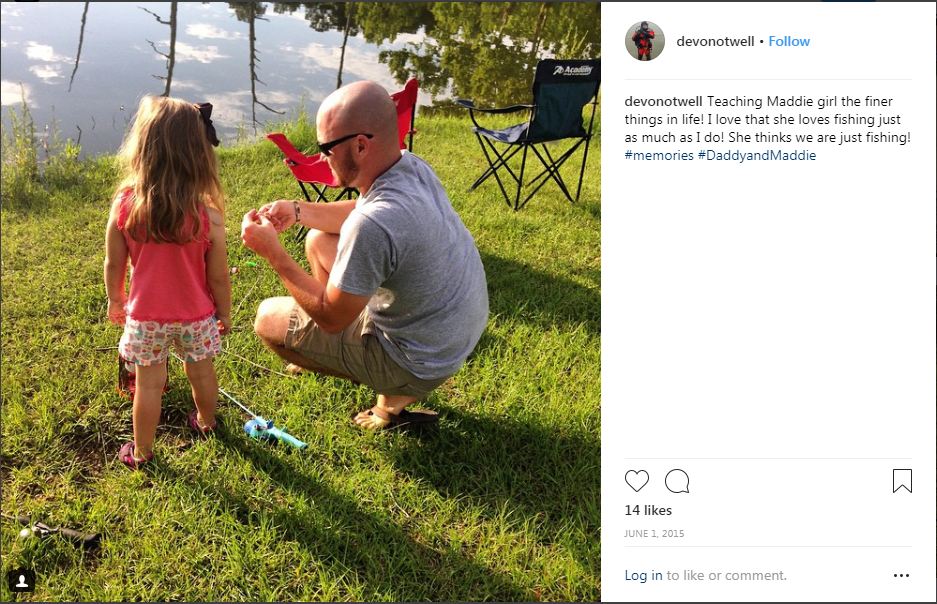 Academy
devonotwell • Follow
devonotwell Teaching Maddie girl the finer
things in life! I love that she loves fishing just
as much as I do! She thinks we are just fishing!
#memories #DaddyandMaddie
14 likes
JUNE 1, 2015
Log in to like or comment.